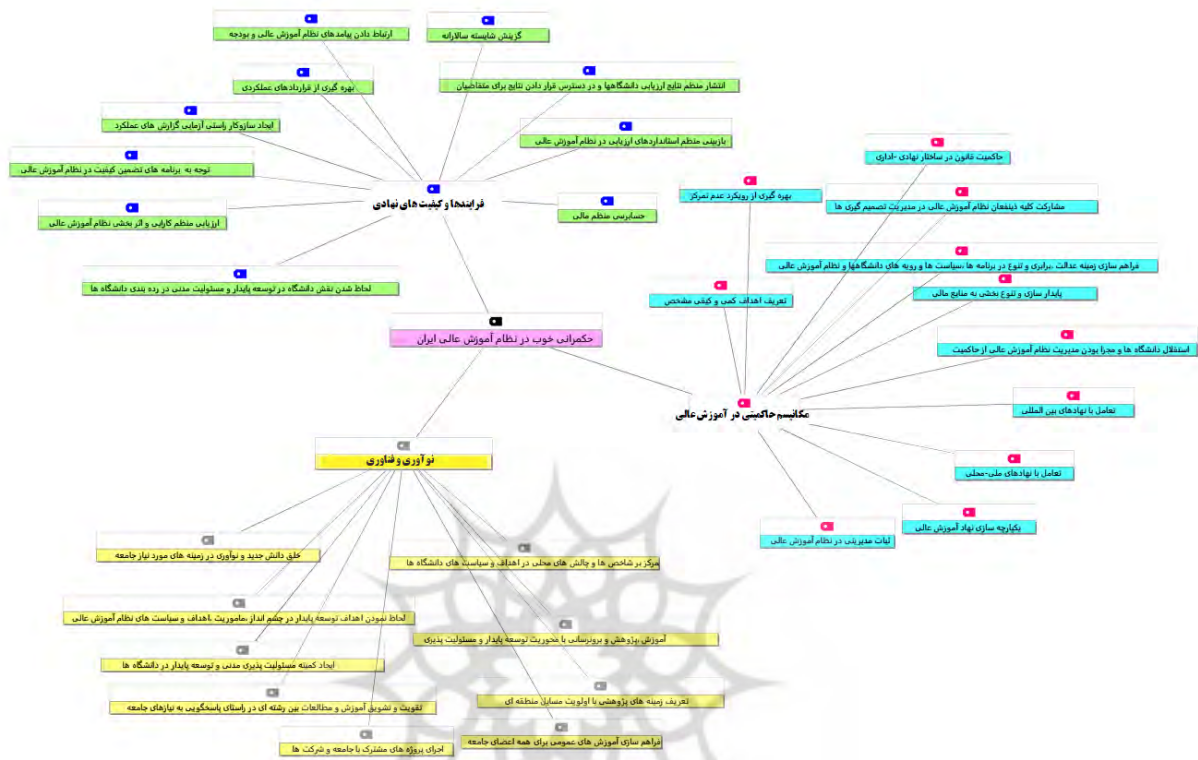 ارتباط دادن پیامدهای نظام آموزش عالی و بودجه
گزینش شایسته سالارانه
انتشار منظم نتایج ارزیابی دانشگاهها و در دسترس قرار دادن نتایج برای متقاضیان
بهره گیری از قراردادهای عملکردی
ایجاد سازوکار راستی آزمایی گزارش های عملکرد
بازبینی منظم استانداردهای ارزیابی در نظام آموزش عالی
توجه به برنامه های تضمین کیفیت در نظام آموزش عالی
فرایندها و کیفیت های نهادی
حسابرسی منظم مالی
ارزیابی منظم کارایی و اثر بخشی نظام آموزش عالی
لحاظ شدن نقش دانشگاه در توسعه پایدار و مسئولیت مدنی در رده بندی دانشگاه ها
حکمرانی خوب در نظام آموزش عالی ایران
حاکمیت قانون در ساختار نهادی -اداری
بهره گیری از رویکرد عدم تمرکز
مشارکت کلیه ذینفعان نظام آموزش عالی در مدیریت تصمیم گیری ها
فراهم سازی زمینه عدالت ،برابری و تنوع در برنامه ها ،سیاست ها و رویه های دانشگاهها و نظام آموزش عالی
تعریف اهداف کمی و کیفی مشخص
پایدار سازی و تنوع بخشی به منابع مالی
استقلال دانشگاه ها و مجزا بودن مدیریت نظام آموزش عالی از حاکمیت
مکانیسم حاکمیتی در آموزش عالی
تعامل با نهادهای بین المللی
تعامل با نهادهای ملی-محلی
یکپارچه سازی نهاد آموزش عالی
ثبات مدیریتی در نظام آموزش عالی
نوآوری و فناوری
خلق دانش جدید و نوآوری در زمینه های مورد نیاز جامعه
تمرکز بر شاخص ها و چالش های محلی در اهداف و سیاست های دانشگاه ها
لحاظ نمودن اهداف توسعه پایدار در چشم انداز ،ماموریت ،اهداف و سیاست های نظام آموزش عالی
آموزش ،پژوهش و برونرسانی با محوریت توسعه پایدار و مسئولیت پذیری
ایجاد کمیته مسئولیت پذیری مدنی و توسعه پایدار در دانشگاه ها
تعریف زمینه های پژوهشی با اولویت مسایل منطقه ای
تقویت و تشویق آموزش و مطالعات بین رشته ای در راستای پاسخگویی به نیازهای جامعه
فراهم سازی آموزش های عمومی برای همه اعضای جامعه
اجرای پروژه های مشترک با جامعه و شرکت ها